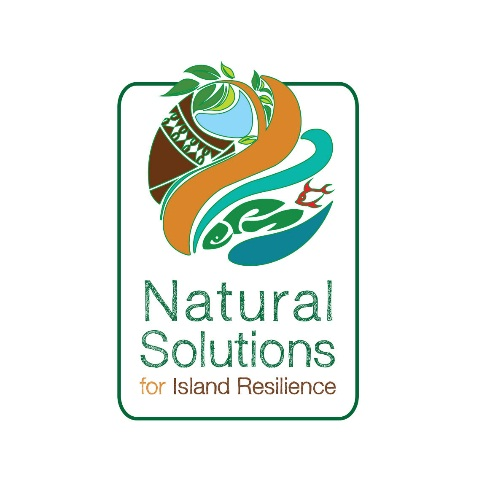 Natural
Solutions
for Island Resilience